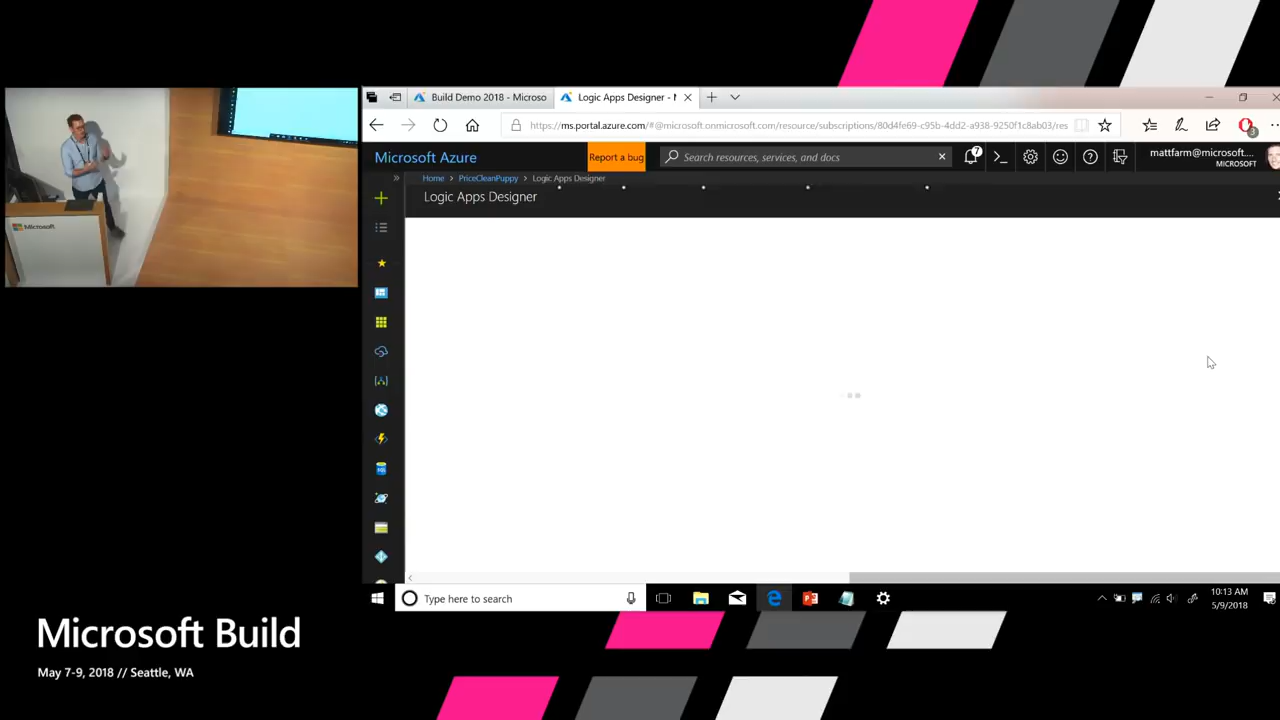 Microsoft
Build Demo 2018 - Microso
Logic Apps Designer - M
https://ms.portal.azure.com/#@microsoft.onmicrosoft.com/resource/subscriptions/80d4fe69-c95b-4dd2-a938-9250f1c8ab03/res
3
Microsoft Azure
Report a bug
Search resources, services, and docs
7
mattfarm@microsoft....
MICROSOFT
Home > PriceCleanPuppy > Logic Apps Designer
Logic Apps Designer
Type here to search
10:13 AM
5/9/2018
Microsoft Build
May 7-9, 2018 // Seattle, WA